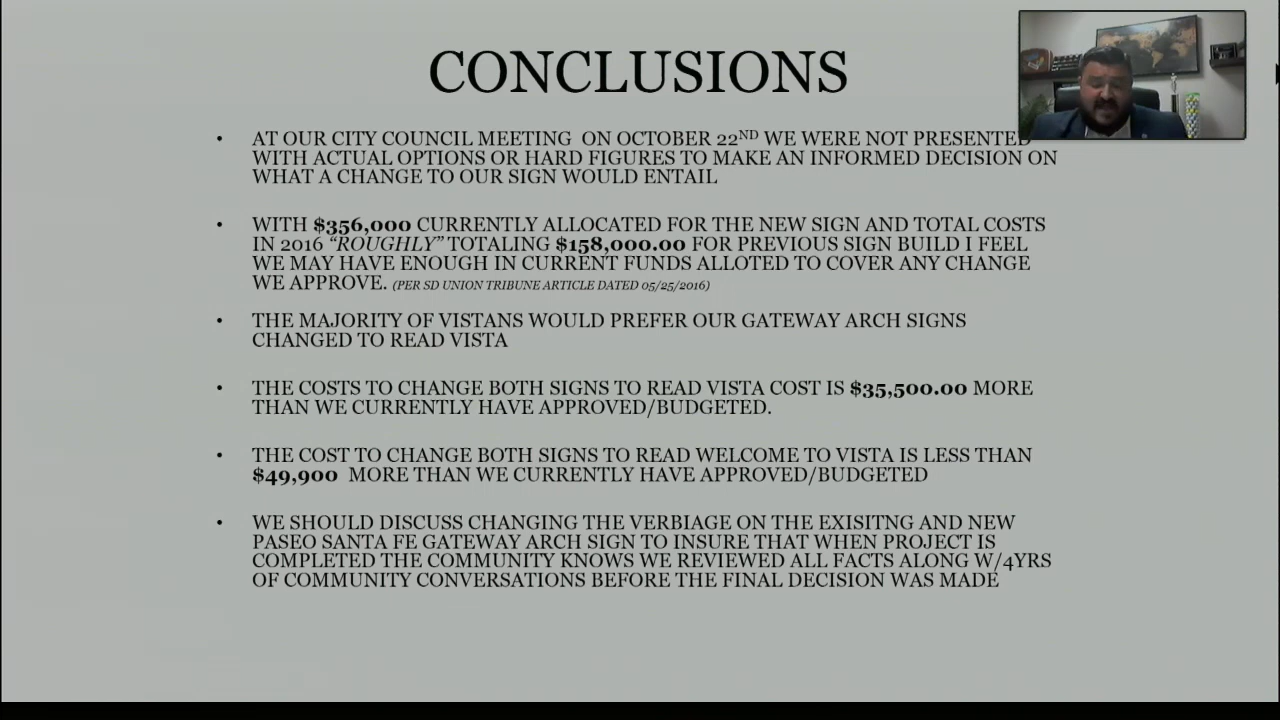 CONCLUSIONS
• AT OUR CITY COUNCIL MEETING ON OCTOBER 22ND WE WERE NOT PRESENTED
WITH ACTUAL OPTIONS OR HARD FIGURES TO MAKE AN INFORMED DECISION ON
WHAT A CHANGE TO OUR SIGN WOULD ENTAIL
• WITH $356,000 CURRENTLY ALLOCATED FOR THE NEW SIGN AND TOTAL COSTS
IN 2016 “ROUGHLY” TOTALING $158,000.00 FOR PREVIOUS SIGN BUILD I FEEL
WE MAY HAVE ENOUGH IN CURRENT FUNDS ALLOTED TO COVER ANY CHANGE
WE APPROVE. (PER SD UNION TRIBUNE ARTICLE DATED 05/25/2016)
• THE MAJORITY OF VISTANS WOULD PREFER OUR GATEWAY ARCH SIGNS
CHANGED TO READ VISTA
• THE COSTS TO CHANGE BOTH SIGNS TO READ VISTA COST IS $35,500.00 MORE
THAN WE CURRENTLY HAVE APPROVED/BUDGETED.
• THE COST TO CHANGE BOTH SIGNS TO READ WELCOME TO VISTA IS LESS THAN
$49,900 MORE THAN WE CURRENTLY HAVE APPROVED/BUDGETED
• WE SHOULD DISCUSS CHANGING THE VERBIAGE ON THE EXISITNG AND NEW
PASEO SANTA FE GATEWAY ARCH SIGN TO INSURE THAT WHEN PROJECT IS
COMPLETED THE COMMUNITY KNOWS WE REVIEWED ALL FACTS ALONG W/4YRS
OF COMMUNITY CONVERSATIONS BEFORE THE FINAL DECISION WAS MADE